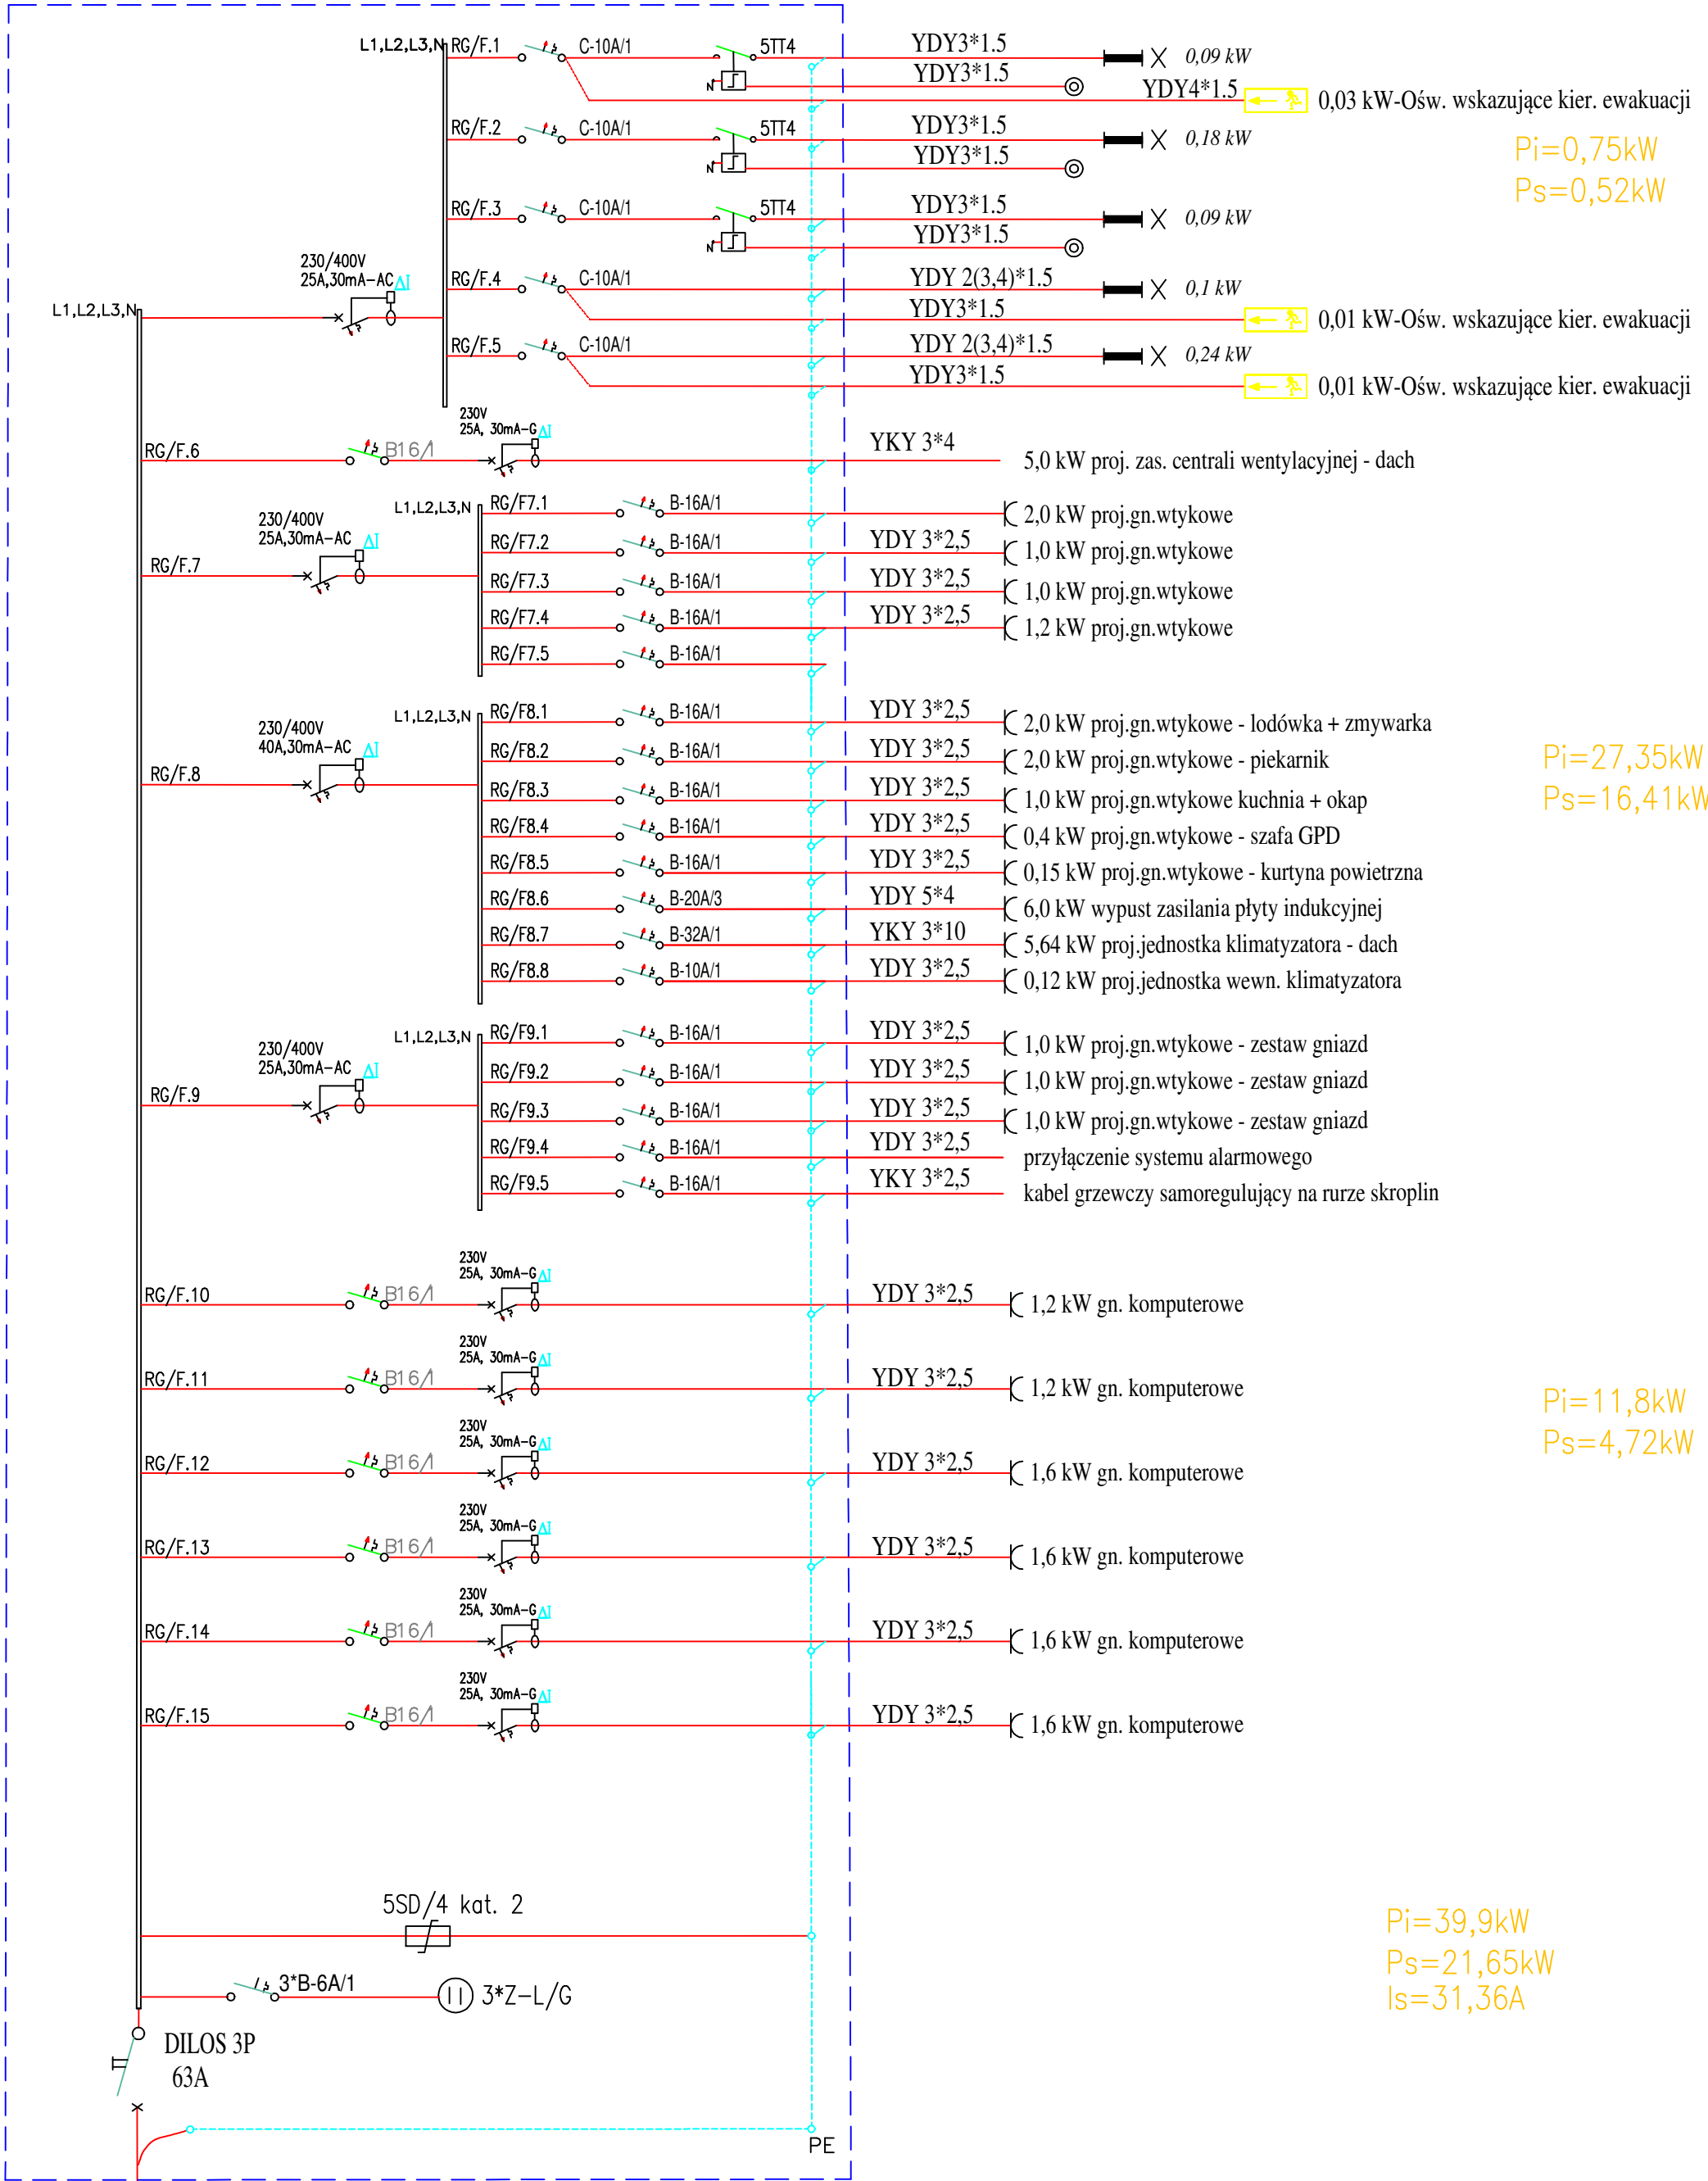 L1,L2,L3,N
RG/F.1
C-10A/1
5TT4
N
YDY3*1.5
0,09 kW
YDY3*1.5
YDY4*1.5
0,03 kW-Ośw. wskazujące kier. ewakuacji
RG/F.2
C-10A/1
5TT4
N
YDY3*1.5
0,18 kW
YDY3*1.5
Pi=0,75kW
Ps=0,52kW
RG/F.3
C-10A/1
5TT4
N
YDY3*1.5
0,09 kW
YDY3*1.5
230/400V
25A,30mA-AC ΔI
L1,L2,L3,N
RG/F.4
C-10A/1
YDY 2(3,4)*1.5
0,1 kW
YDY3*1.5
0,01 kW-Ośw. wskazujące kier. ewakuacji
RG/F.5
C-10A/1
YDY 2(3,4)*1.5
0,24 kW
YDY3*1.5
0,01 kW-Ośw. wskazujące kier. ewakuacji
RG/F.6
B16/1
230V
25A, 30mA-G ΔI
YKY 3*4
5,0 kW proj. zas. centrali wentylacyjnej - dach
RG/F.7
230/400V
25A,30mA-AC ΔI
L1,L2,L3,N
RG/F7.1
B-16A/1
2,0 kW proj.gn.wtykowe
RG/F7.2
B-16A/1
YDY 3*2,5
1,0 kW proj.gn.wtykowe
RG/F7.3
B-16A/1
YDY 3*2,5
1,0 kW proj.gn.wtykowe
RG/F7.4
B-16A/1
YDY 3*2,5
1,2 kW proj.gn.wtykowe
RG/F7.5
B-16A/1
RG/F.8
230/400V
40A,30mA-AC ΔI
L1,L2,L3,N
RG/F8.1
B-16A/1
YDY 3*2,5
2,0 kW proj.gn.wtykowe - lodówka + zmywarka
RG/F8.2
B-16A/1
YDY 3*2,5
2,0 kW proj.gn.wtykowe - piekarnik
RG/F8.3
B-16A/1
YDY 3*2,5
1,0 kW proj.gn.wtykowe kuchnia + okap
Pi=27,35kW
Ps=16,41kW
RG/F8.4
B-16A/1
YDY 3*2,5
0,4 kW proj.gn.wtykowe - szafa GPD
RG/F8.5
B-16A/1
YDY 3*2,5
0,15 kW proj.gn.wtykowe - kurtyna powietrzna
RG/F8.6
B-20A/3
YDY 5*4
6,0 kW wypust zasilania płyty indukcyjnej
RG/F8.7
B-32A/1
YKY 3*10
5,64 kW proj.jednostka klimatyzatora - dach
RG/F8.8
B-10A/1
YDY 3*2,5
0,12 kW proj.jednostka wewn. klimatyzatora
RG/F.9
230/400V
25A,30mA-AC ΔI
L1,L2,L3,N
RG/F9.1
B-16A/1
YDY 3*2,5
1,0 kW proj.gn.wtykowe - zestaw gniazd
RG/F9.2
B-16A/1
YDY 3*2,5
1,0 kW proj.gn.wtykowe - zestaw gniazd
RG/F9.3
B-16A/1
YDY 3*2,5
1,0 kW proj.gn.wtykowe - zestaw gniazd
RG/F9.4
B-16A/1
YDY 3*2,5
przyłączenie systemu alarmowego
RG/F9.5
B-16A/1
YKY 3*2,5
kabel grzewczy samoregulujący na rurze skroplin
RG/F.10
B16/1
230V
25A, 30mA-G ΔI
YDY 3*2,5
1,2 kW gn. komputerowe
RG/F.11
B16/1
230V
25A, 30mA-G ΔI
YDY 3*2,5
1,2 kW gn. komputerowe
Pi=11,8kW
Ps=4,72kW
RG/F.12
B16/1
230V
25A, 30mA-G ΔI
YDY 3*2,5
1,6 kW gn. komputerowe
RG/F.13
B16/1
230V
25A, 30mA-G ΔI
YDY 3*2,5
1,6 kW gn. komputerowe
RG/F.14
B16/1
230V
25A, 30mA-G ΔI
YDY 3*2,5
1,6 kW gn. komputerowe
RG/F.15
B16/1
230V
25A, 30mA-G ΔI
YDY 3*2,5
1,6 kW gn. komputerowe
5SD/4 kat. 2
Pi=39,9kW
Ps=21,65kW
Is=31,36A
3*B-6A/1
3*Z-L/G
DILOS 3P
63A
PE